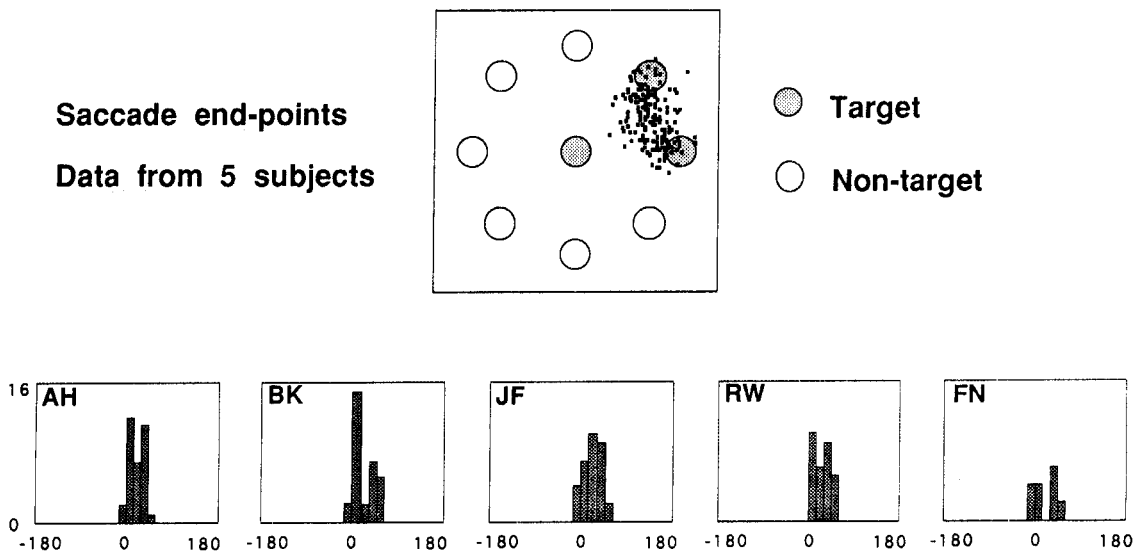 Saccade end-points
Data from 5 subjects
Target
Non-target
16
0
AH
BK
JF
RW
FN
-180 0 180
-180 0 180
-180 0 180
-180 0 180
-180 0 180